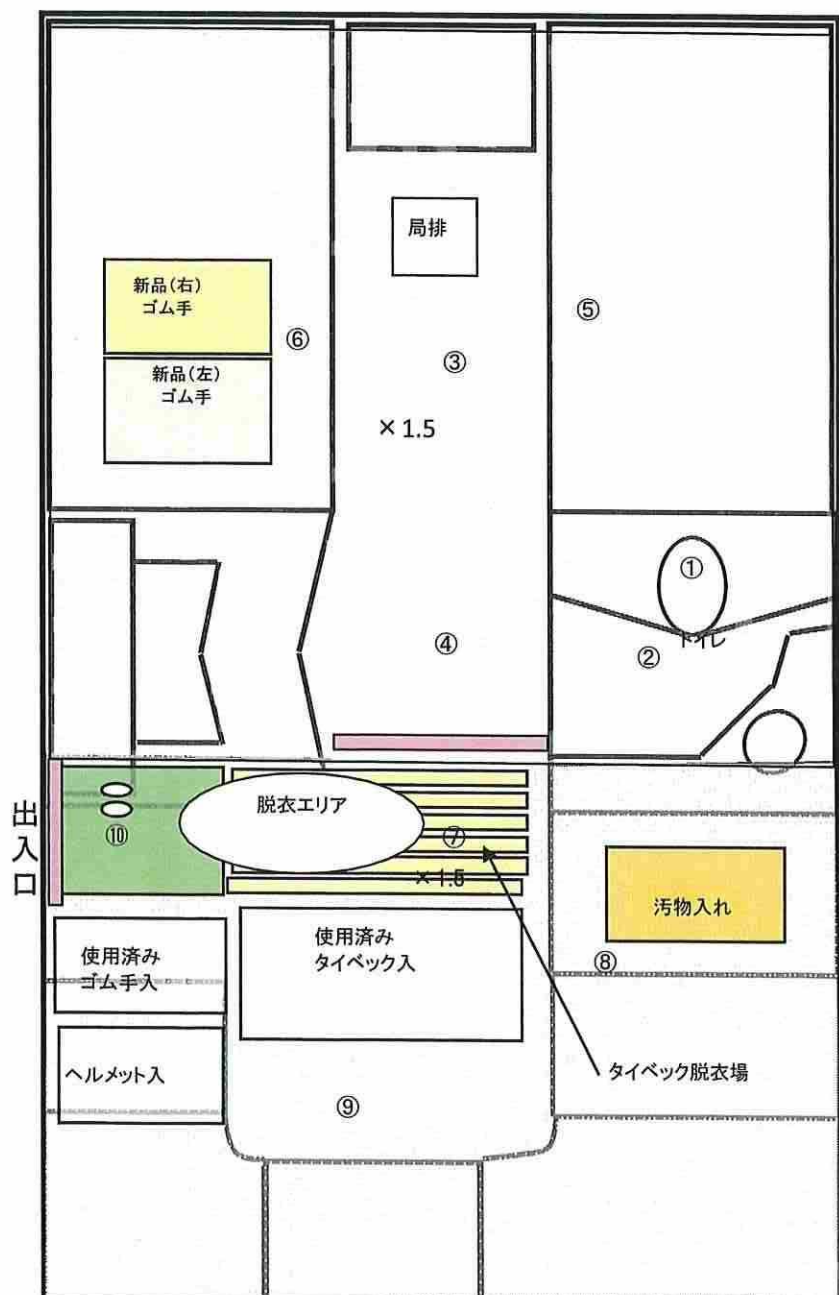 局排
新品(右)
ゴム手
⑤
⑥
新品(左)
ゴム手
③
×1.5
①
④
②
トイレ
出入口
脱衣エリア
⑩
⑦
×1.5
汚物入れ
使用済み
ゴム手入
使用済み
タイベック入
⑧
ヘルメット入
タイベック脱衣場
⑨